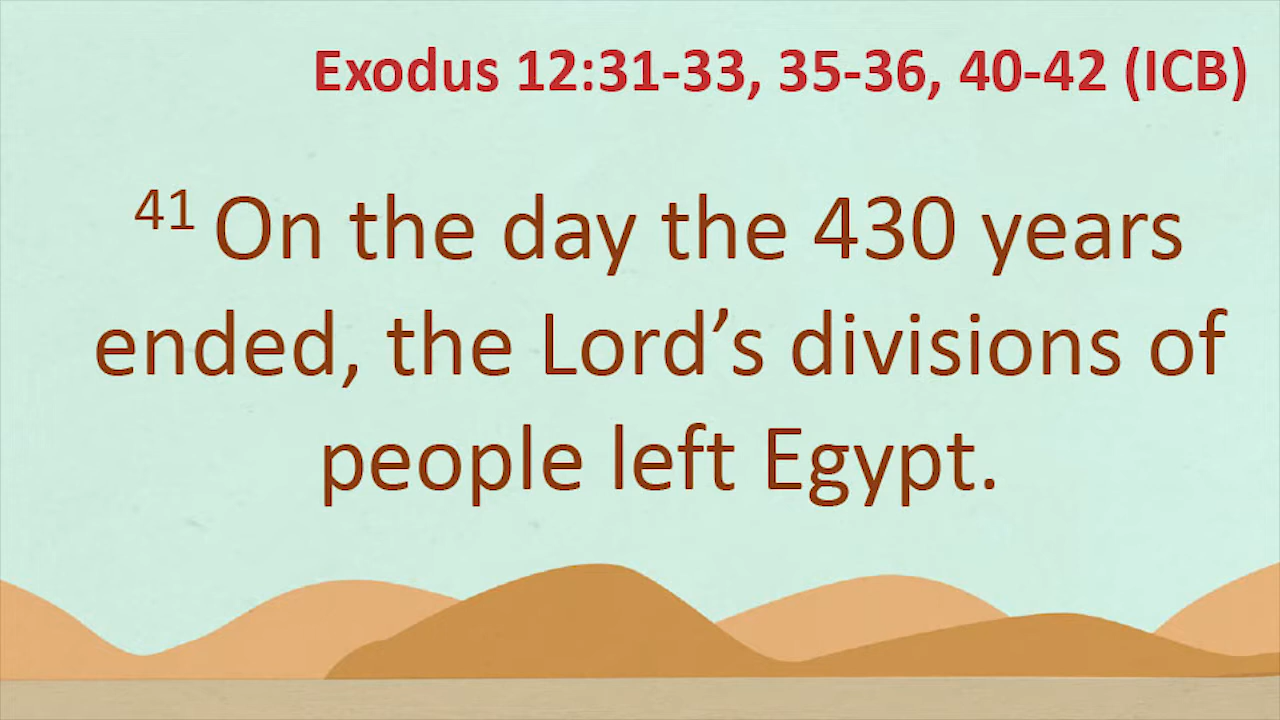 Exodus 12:31-33, 35-36, 40-42 (ICB)
41 On the day the 430 years
ended, the Lord’s divisions of
people left Egypt.